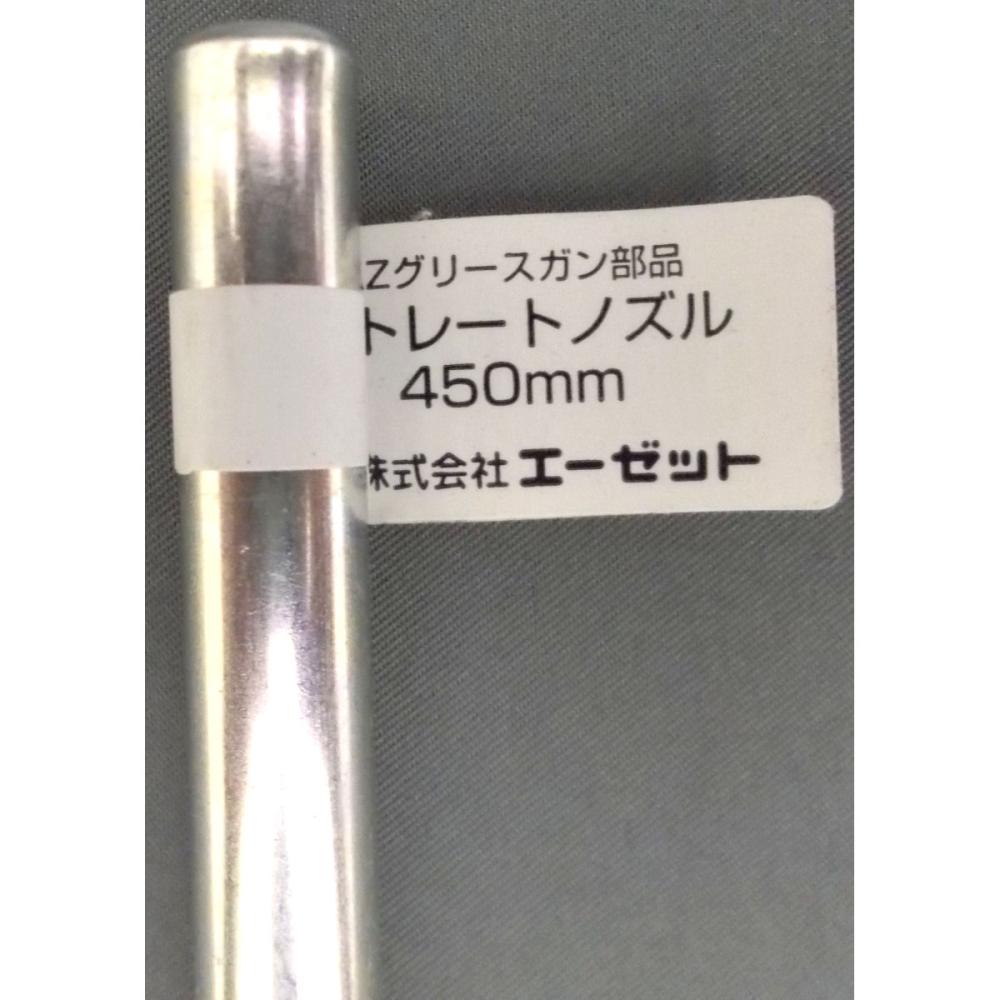 AZグリースガン部品
トレートノズル
450mm
株式会社 エーゼット